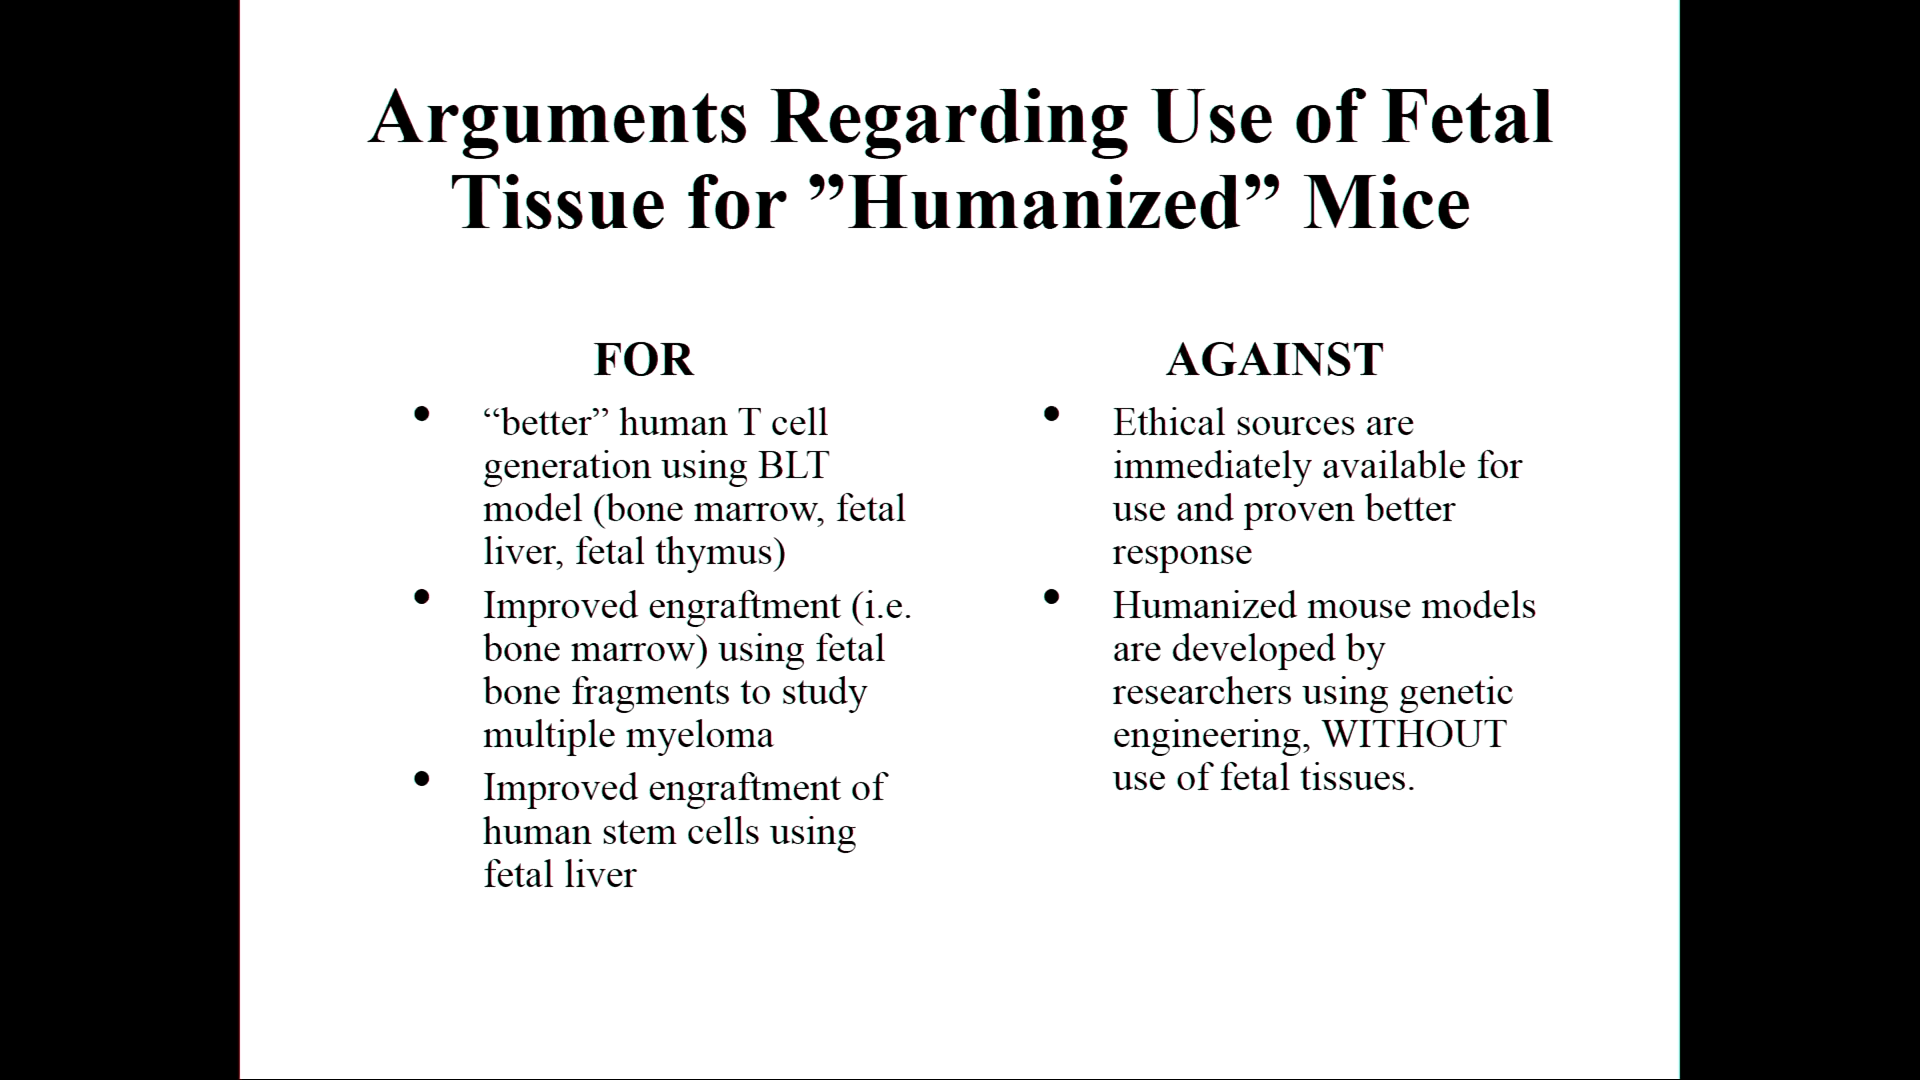 Arguments Regarding Use of Fetal
Tissue for ”Humanized” Mice
FOR
• “better” human T cell
generation using BLT
model (bone marrow, fetal
liver, fetal thymus)
• Improved engraftment (i.e.
bone marrow) using fetal
bone fragments to study
multiple myeloma
• Improved engraftment of
human stem cells using
fetal liver
AGAINST
• Ethical sources are
immediately available for
use and proven better
response
• Humanized mouse models
are developed by
researchers using genetic
engineering, WITHOUT
use of fetal tissues.